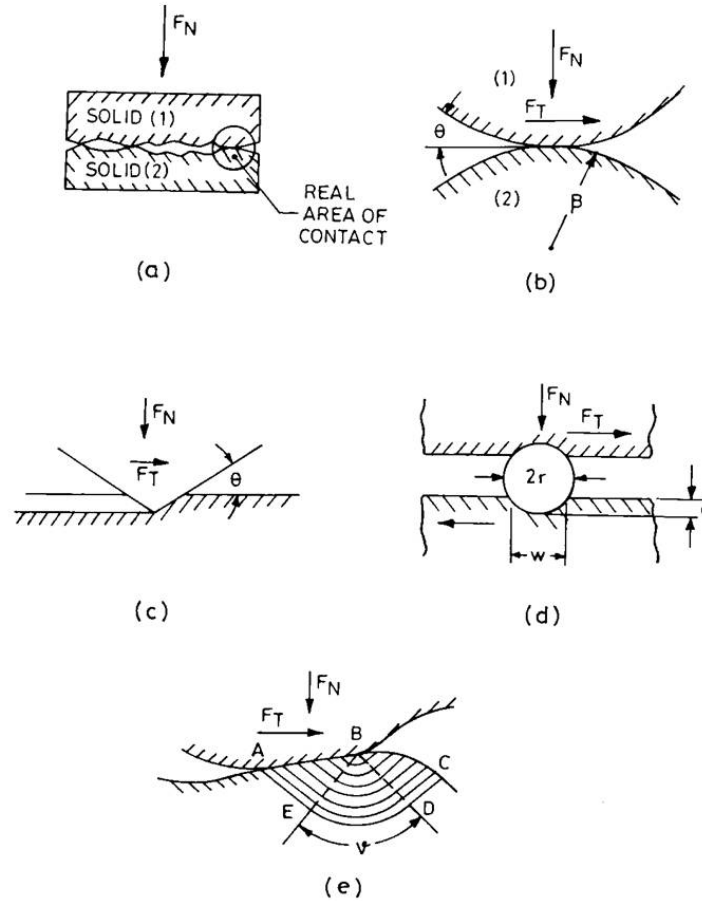 F_N
SOLID (1)
SOLID(2)
REAL
AREA OF
CONTACT
(a)
F_N
(1)
F_T
θ
(2)
β
(b)
F_N
F_T
θ
(c)
F_N
F_T
2r
w
(d)
F_N
F_T
A
B
C
E
D
(e)